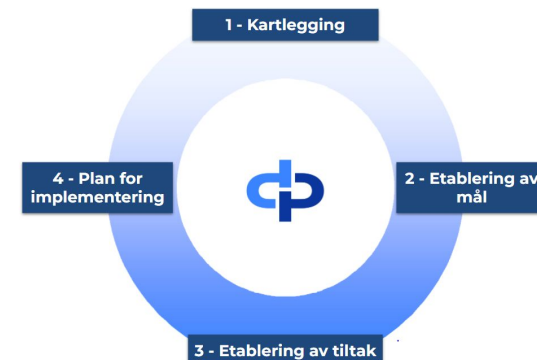 1 - Kartlegging
2 - Etablering av
mål
3 - Etablering av tiltak
4 - Plan for
implementering